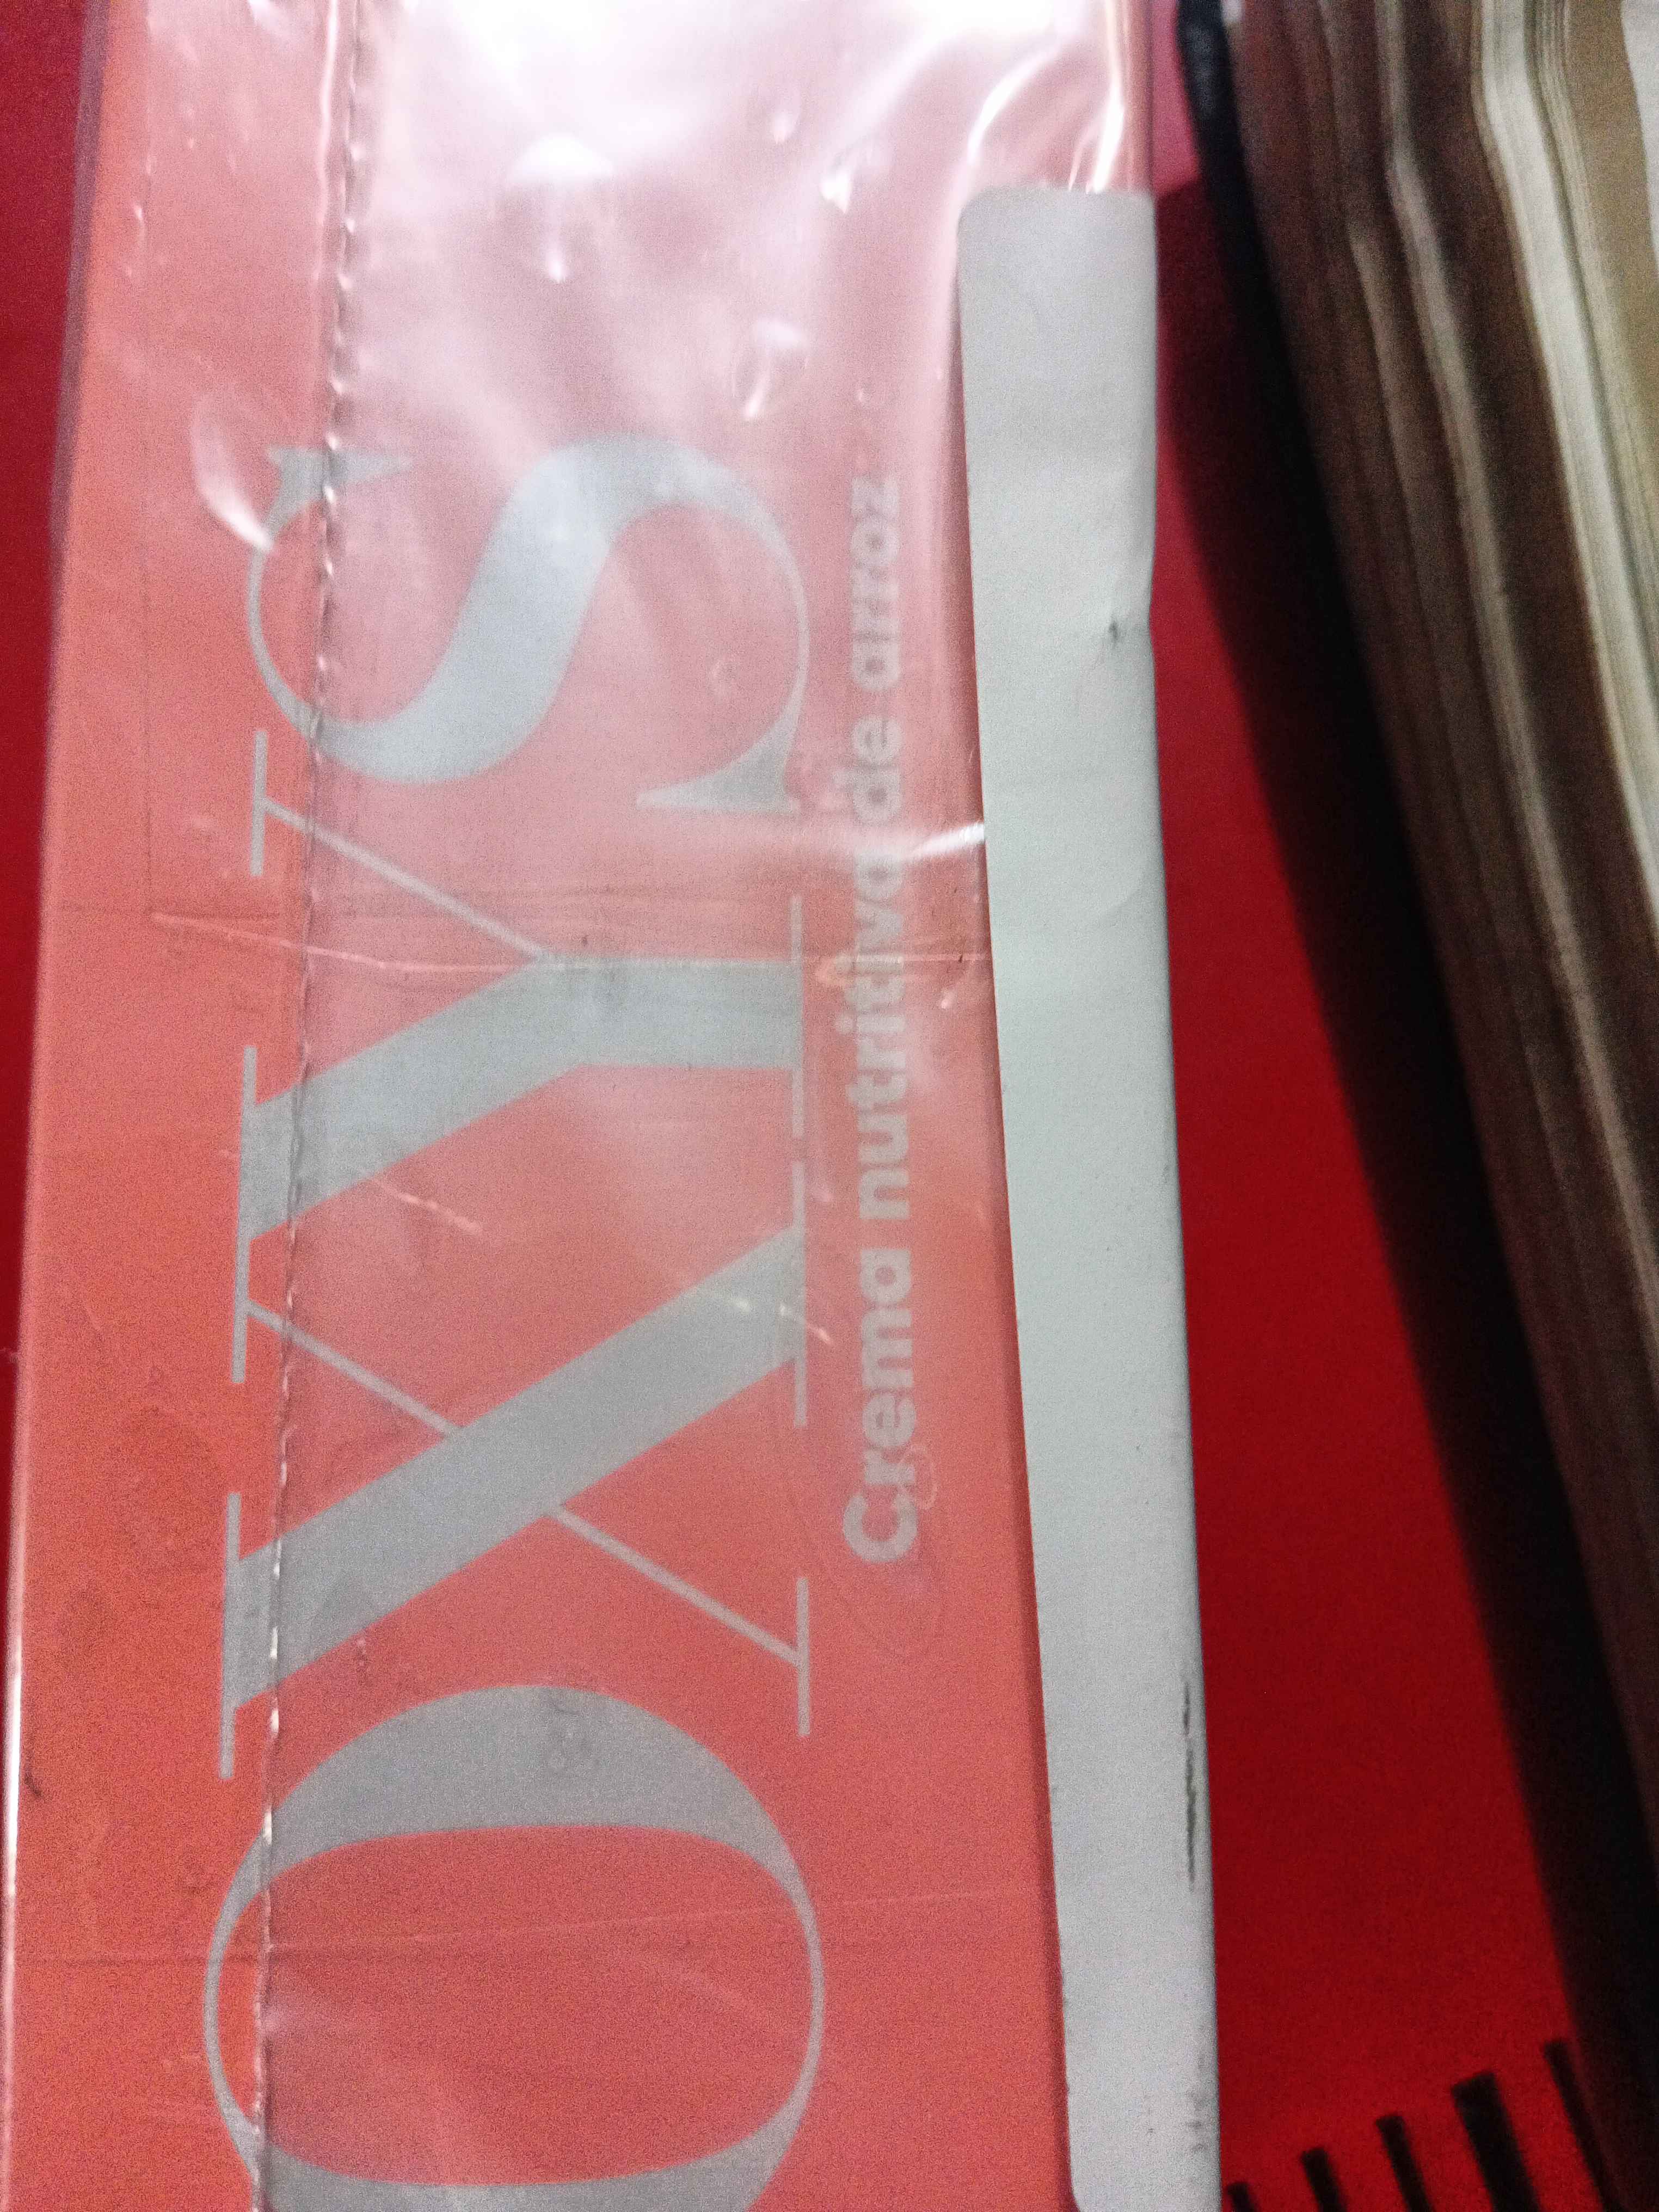 OXYS
Crema nutritiva de arroz